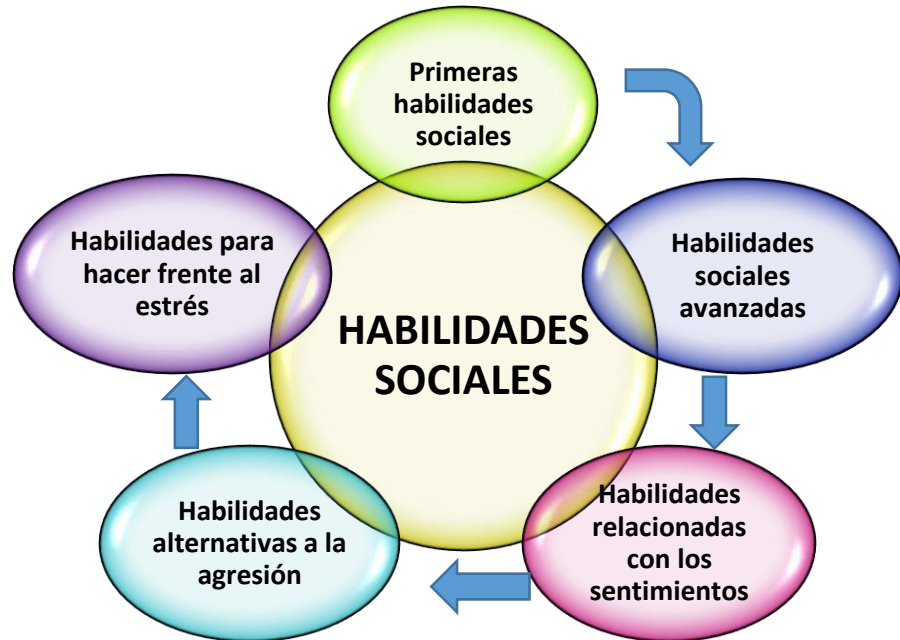 Primeras
habilidades
sociales
Habilidades
sociales
avanzadas
Habilidades
relacionadas
con los
sentimientos
Habilidades
alternativas a la
agresión
Habilidades para
hacer frente al
estrés
HABILIDADES
SOCIALES